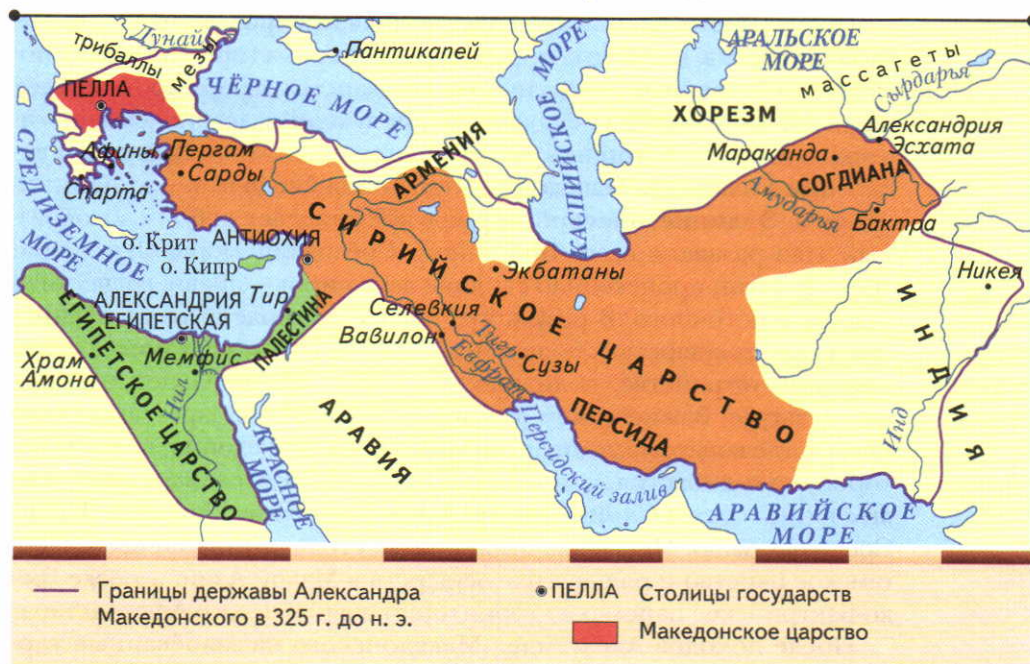 Дунай
трибаллы
мезы
Пантикапей
ПЕЛЛА
ЧЁРНОЕ МОРЕ
КАСПИЙСКОЕ МОРЕ
АРАЛЬСКОЕ
МОРЕ
массагеты
Сырдарья
ХОРЕЗМ
Александрия
Эсхата
Мараканда
СОГДИАНА
Амударья
Бактра
СРЕДИЗЕМНОЕ
МОРЕ
Афины
Пергам
Сарды
Спарта
АРМЕНИЯ
о. Крит
АНТИОХИЯ
о. Кипр
СИРИЙСКОЕ ЦАРСТВО
Экбатаны
Никея
ИНДИЯ
АЛЕКСАНДРИЯ
ЕГИПЕТСКАЯ
Тир
ПАЛЕСТИНА
Селевкия
Вавилон
Тигр
Евфрат
Сузы
Храм
Амона
Мемфис
Нил
ЕГИПЕТСКОЕ ЦАРСТВО
АРАВИЯ
ПЕРСИДА
Инд
КРАСНОЕ
МОРЕ
Персидский залив
АРАВИЙСКОЕ
МОРЕ
Границы державы Александра
Македонского в 325 г. до н. э.
ПЕЛЛА
Столицы государств
Македонское царство